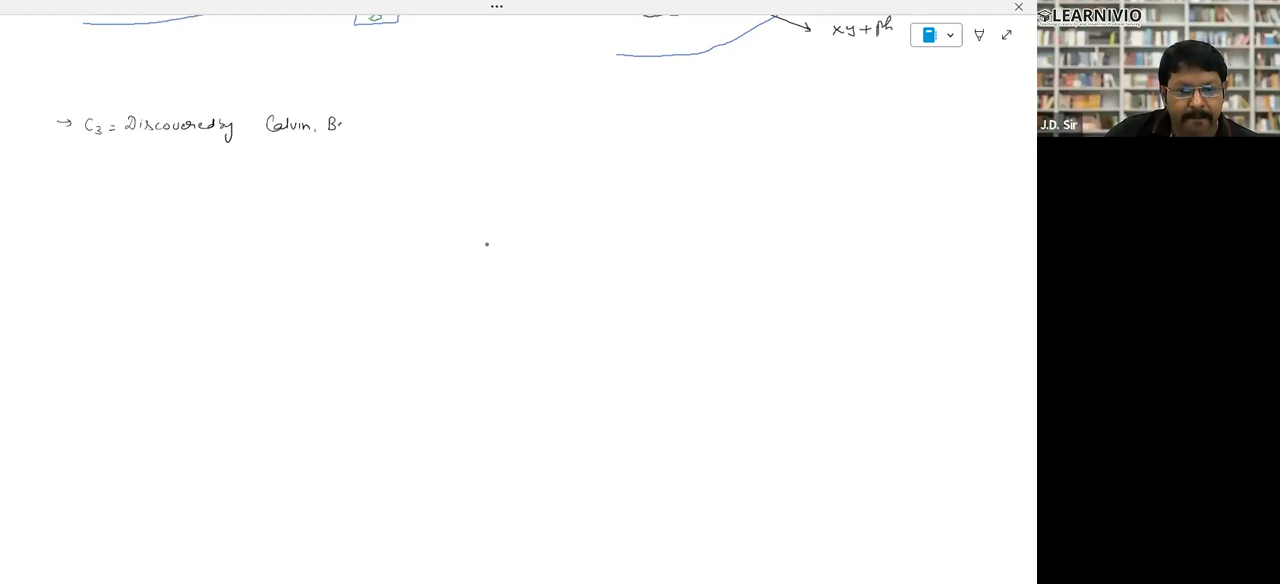 LEARNIVIO
xy + ph
J.D. Sir
→ C3 = Discovered by Calvin, B